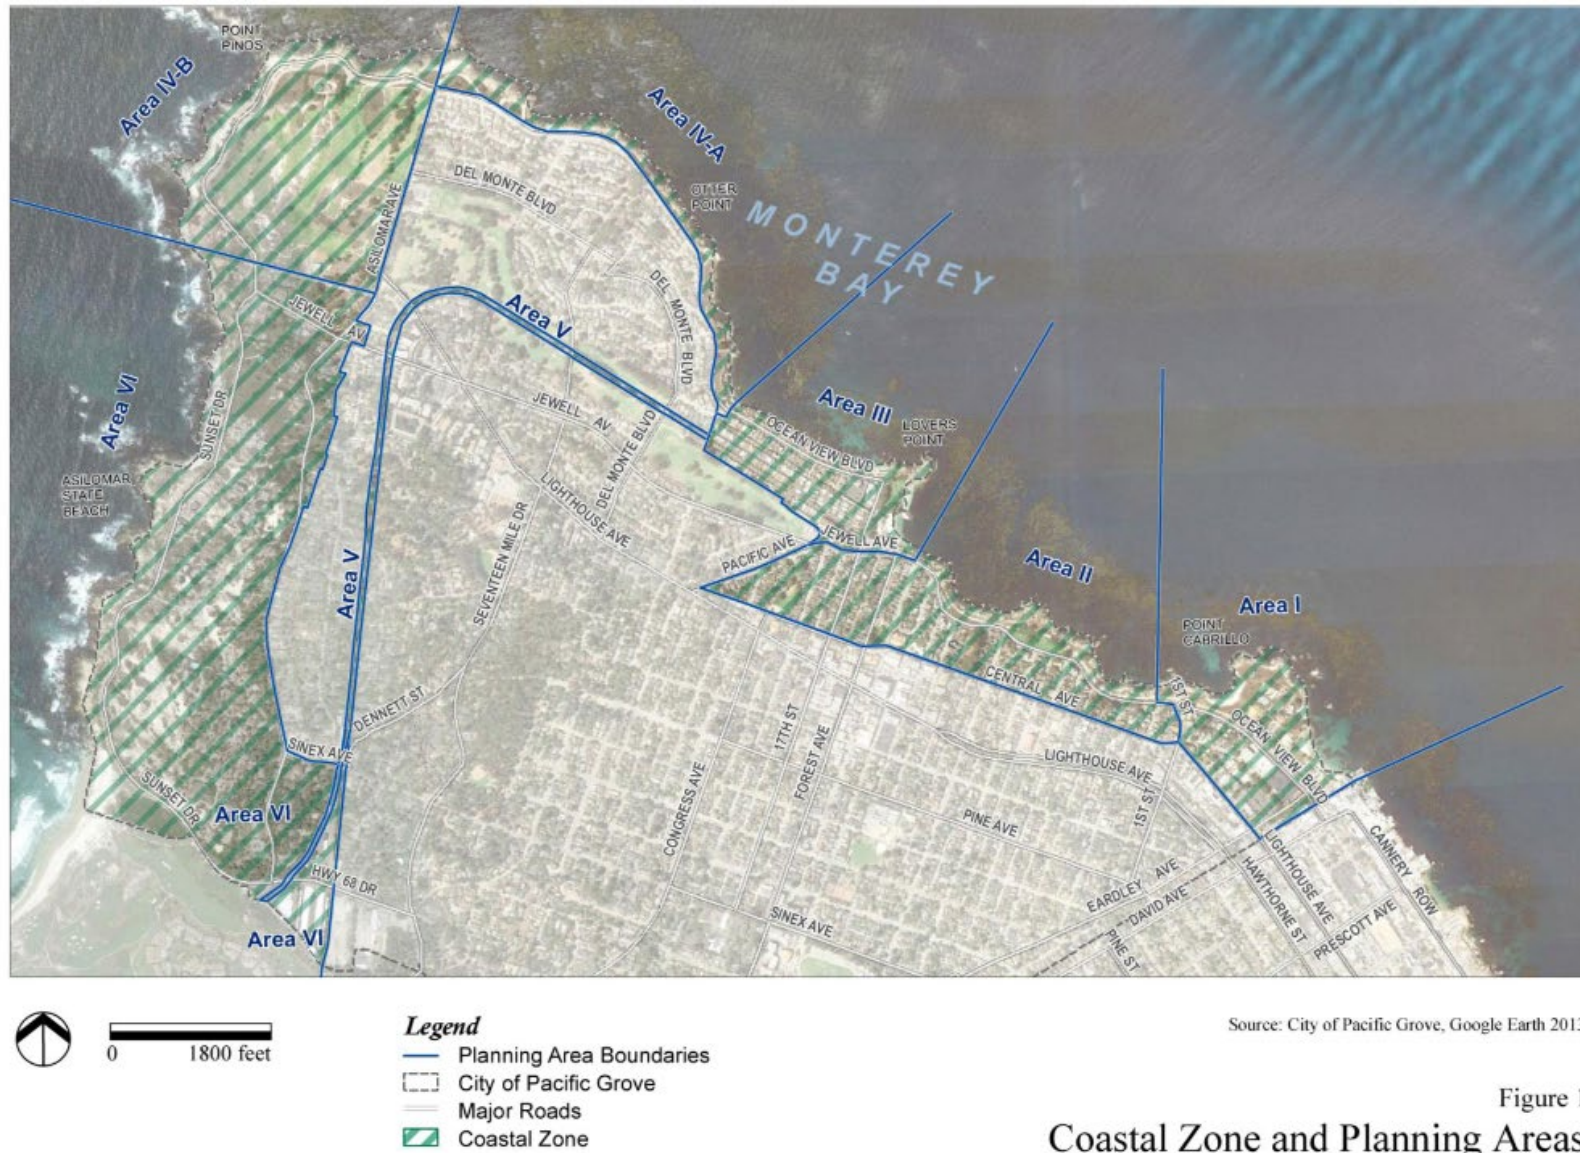 POINT
PINOS
Area IV-B
Area IV-A
ASILOMAR AVE
DEL MONTE BLVD
OTTER
POINT
MONTEREY
BAY
DEL MONTE BLVD
JEWELL AV
Area V
Area VI
SUNSET DR
JEWELL AV
DEL MONTE BLVD
OCEAN VIEW BLVD
Area III
LOVERS
POINT
ASILOMAR
STATE
BEACH
LIGHTHOUSE AVE
SEVENTEEN MILE DR
PACIFIC AVE
JEWELL AVE
Area II
Area V
Area I
POINT
CABRILLO
CENTRAL AVE
1ST ST
OCEAN VIEW BLVD
DENNETT ST
SINEX AVE
17TH ST
FOREST AVE
CONGRESS AVE
LIGHTHOUSE AVE
1ST ST
PINE AVE
SUNSET DR
Area VI
HWY 68 DR
Area VI
SINEX AVE
EARDLEY AVE
DAVID AVE
PINE ST
HAWTHORNE ST
LIGHTHOUSE AVE
PRESCOTT AVE
CANNERY ROW
0 1800 feet
Legend
Planning Area Boundaries
City of Pacific Grove
Major Roads
Coastal Zone
Source: City of Pacific Grove, Google Earth 2013
Figure 1
Coastal Zone and Planning Areas